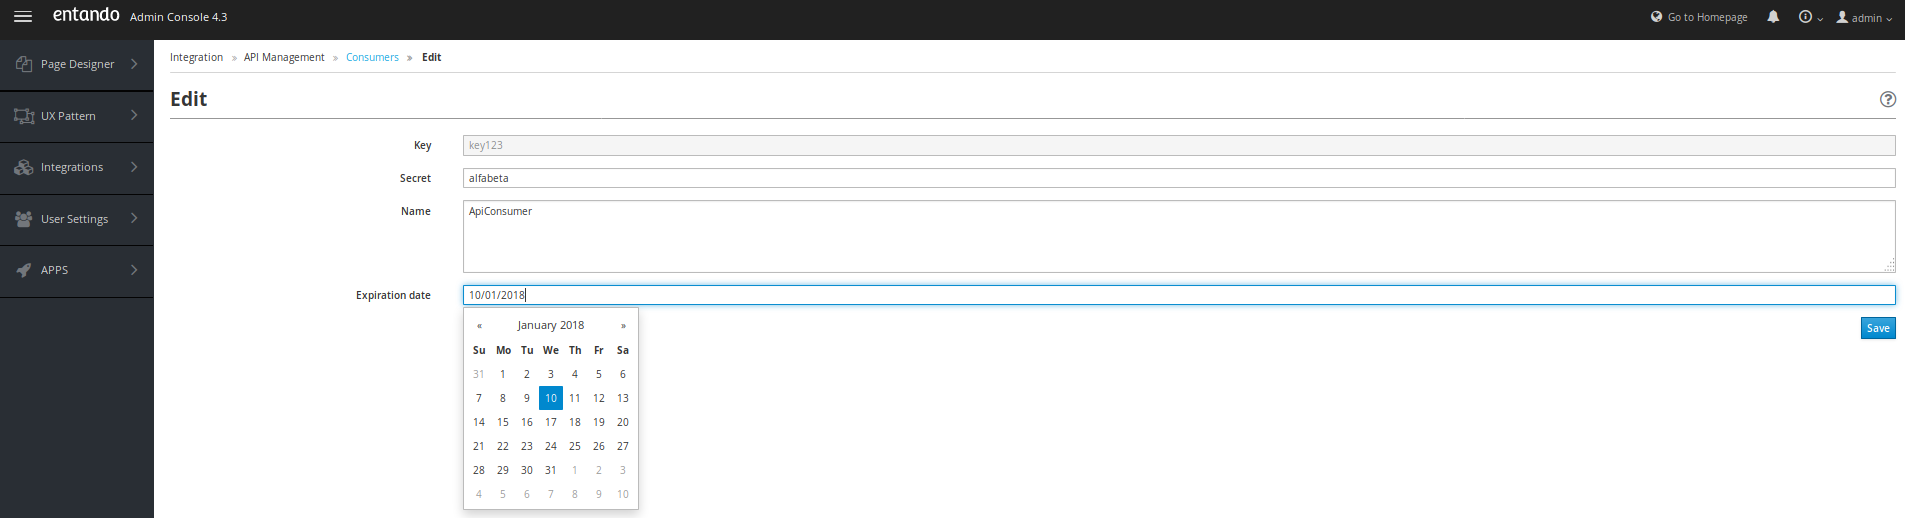 entando Admin Console 4.3 Go to Homepage admin
Page Designer
UX Pattern
Integrations
User Settings
APPS
Integration » API Management » Consumers » Edit
Edit
Key key123
Secret alfabeta
Name ApiConsumer
Expiration date 10/01/2018
« January 2018 »
Su Mo Tu We Th Fr Sa
31 1 2 3 4 5 6
7 8 9 10 11 12 13
14 15 16 17 18 19 20
21 22 23 24 25 26 27
28 29 30 31 1 2 3
4 5 6 7 8 9 10
Save